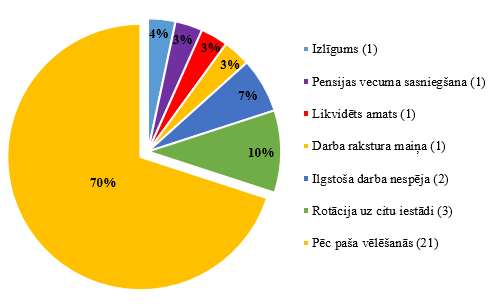 4%
3%
3%
3%
7%
10%
70%
Izlīgums (1)
Pensijas vecuma sasniegšana (1)
Likvidēts amats (1)
Darba rakstura maiņa (1)
Ilgstoša darba nespēja (2)
Rotācija uz citu iestādi (3)
Pēc paša vēlēšanās (21)